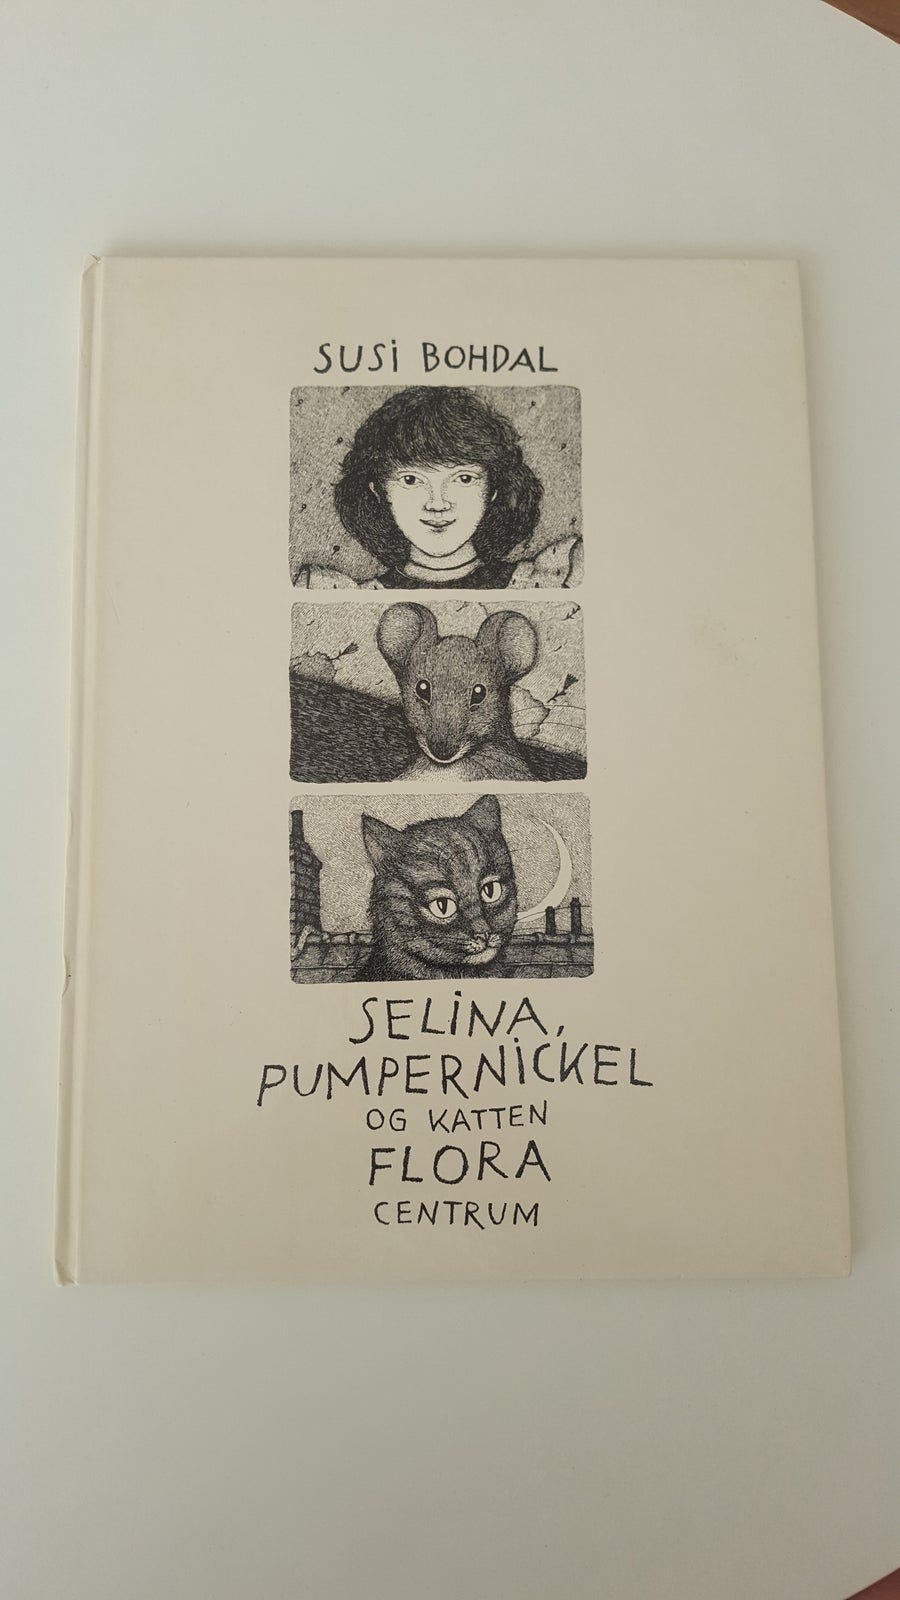 SUSi BOHDAL
SELiNA,
PUMPERNiCKEL
OG KATTEN
FLORA
CENTRUM